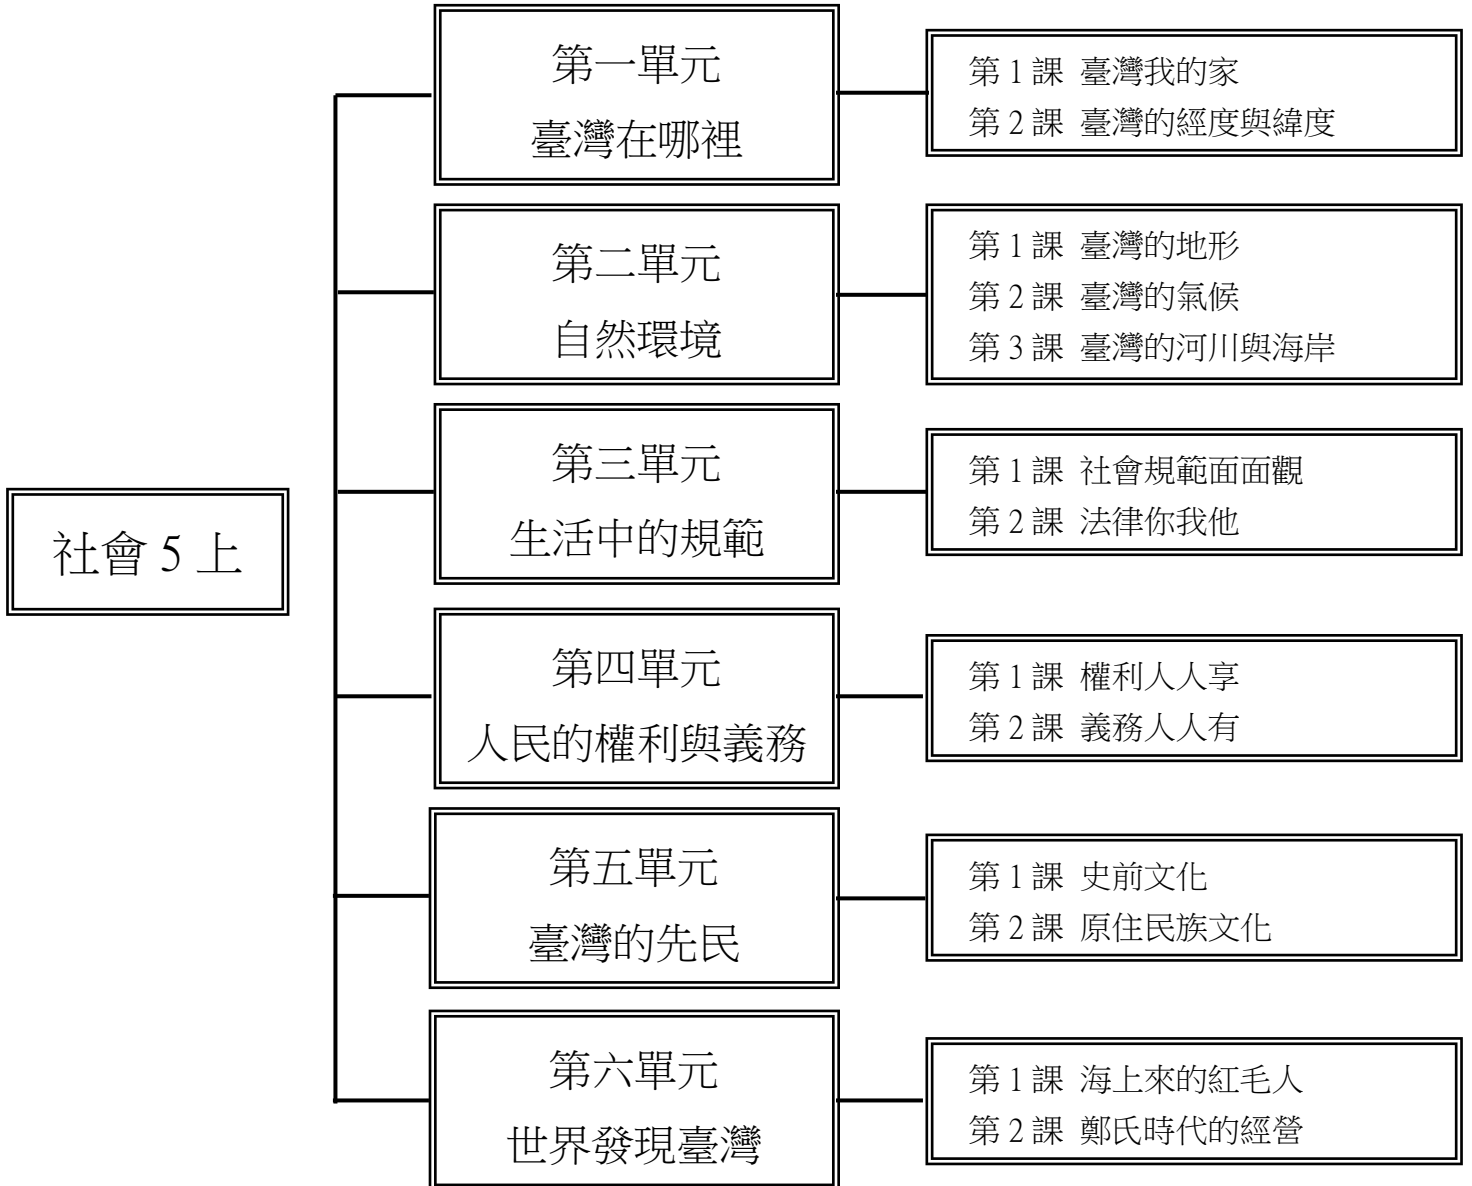 社會 5 上
第一單元
臺灣在哪裡
第 1 課 臺灣我的家
第 2 課 臺灣的經度與緯度
第二單元
自然環境
第 1 課 臺灣的地形
第 2 課 臺灣的氣候
第 3 課 臺灣的河川與海岸
第三單元
生活中的規範
第 1 課 社會規範面面觀
第 2 課 法律你我他
第四單元
人民的權利與義務
第 1 課 權利人人享
第 2 課 義務人人有
第五單元
臺灣的先民
第 1 課 史前文化
第 2 課 原住民族文化
第六單元
世界發現臺灣
第 1 課 海上來的紅毛人
第 2 課 鄭氏時代的經營